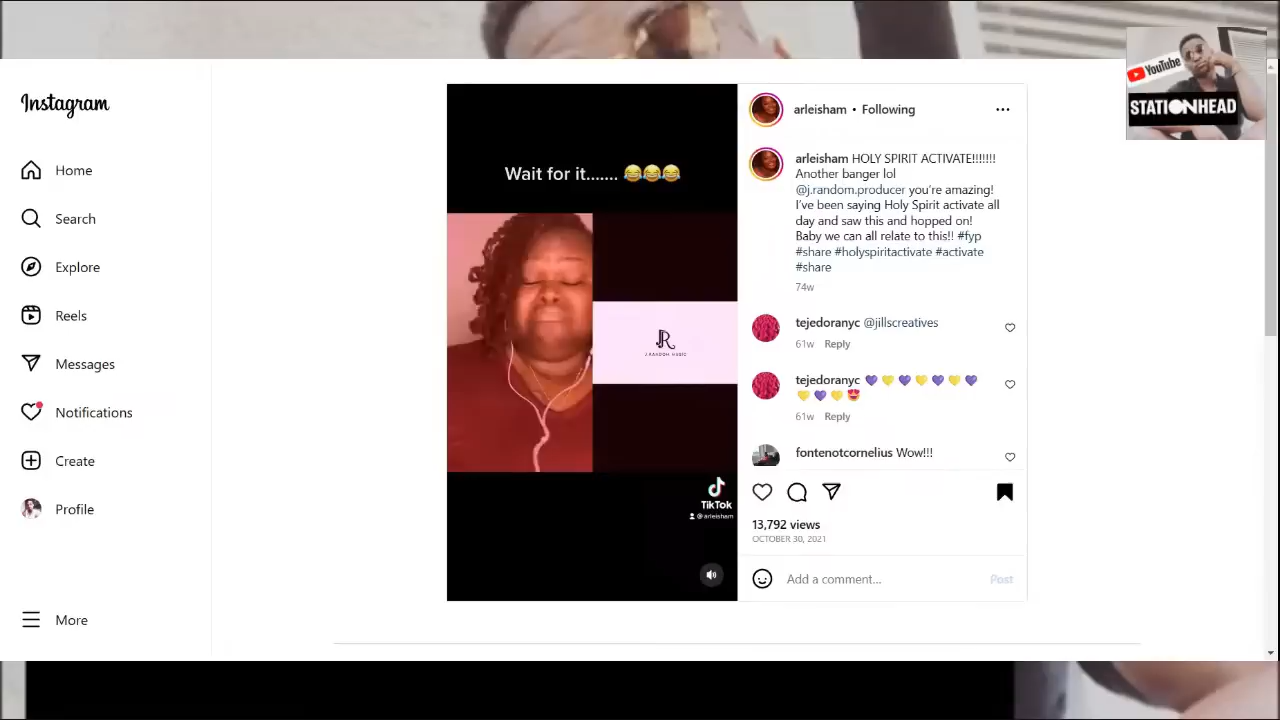 Instagram
Home
Search
Explore
Reels
Messages
Notifications
Create
Profile
More
Wait for it....... 😂😂😂
JR
J.RANDOM MUSIC
TikTok
@arleisham
arleisham • Following
arleisham HOLY SPIRIT ACTIVATE!!!!!!!
Another banger lol
@j.random.producer you're amazing!
I've been saying Holy Spirit activate all
day and saw this and hopped on!
Baby we can all relate to this!! #fyp
#share #holyspiritactivate #activate
#share
74w
tejedoranyc @jillscreatives
61w Reply
tejedoranyc 💜💛💜💛💜💛💜
💛💜💛😍
61w Reply
fontenotcornelius Wow!!!
13,792 views
OCTOBER 30, 2021
Add a comment...
Post
YouTube
STATIONHEAD